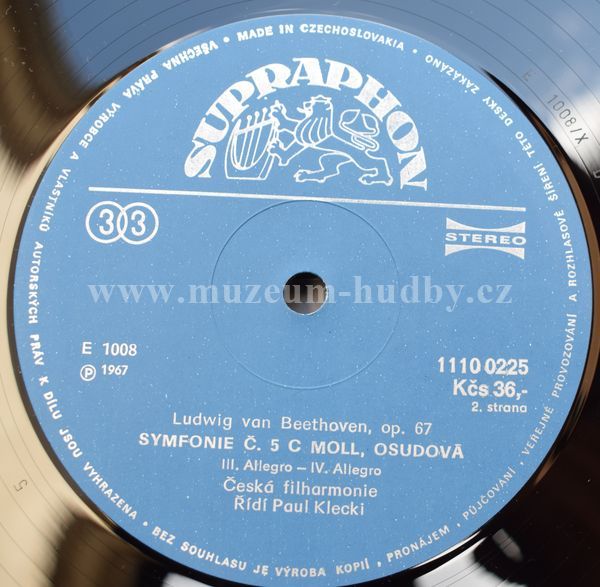 VŠECHNA PRÁVA VÝROBCE A VLASTNÍKŮ AUTORSKÝCH PRÁV K DÍLU JSOU VYHRAZENA • BEZ SOUHLASU JE VÝROBA KOPIÍ, PRONÁJEM, PŮJČOVÁNÍ, VEŘEJNÉ PROVOZOVÁNÍ A ROZHLASOVÉ ŠÍŘENÍ TÉTO DESKY ZAKÁZÁNO • MADE IN CZECHOSLOVAKIA •
SUPRAPHON
33
STEREO
www.muzeum-hudby.cz
E 1008
Ⓟ 1967
1110 0225
Kčs 36,-
2. strana
Ludwig van Beethoven, op. 67
SYMFONIE Č. 5 C MOLL, OSUDOVÁ
III. Allegro – IV. Allegro
Česká filharmonie
Řídí Paul Klecki
E 1008/X
5